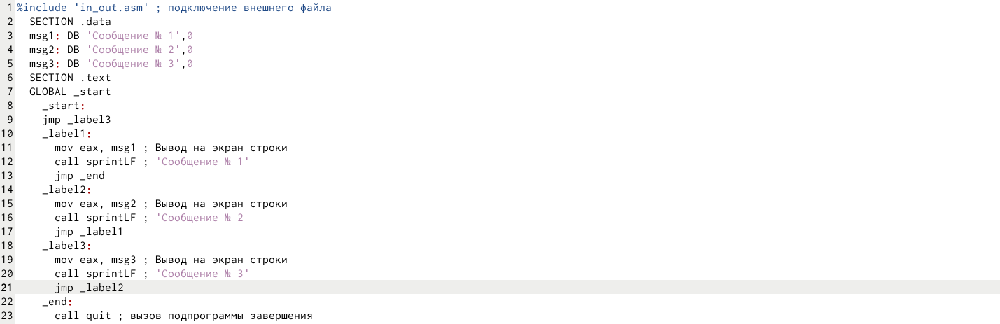 1 %include 'in_out.asm' ; подключение внешнего файла
2 SECTION .data
3 msg1: DB 'Сообщение № 1',0
4 msg2: DB 'Сообщение № 2',0
5 msg3: DB 'Сообщение № 3',0
6 SECTION .text
7 GLOBAL _start
8 _start:
9 jmp _label3
10 _label1:
11 mov eax, msg1 ; Вывод на экран строки
12 call sprintLF ; 'Сообщение № 1'
13 jmp _end
14 _label2:
15 mov eax, msg2 ; Вывод на экран строки
16 call sprintLF ; 'Сообщение № 2
17 jmp _label1
18 _label3:
19 mov eax, msg3 ; Вывод на экран строки
20 call sprintLF ; 'Сообщение № 3'
21 jmp _label2
22 _end:
23 call quit ; вызов подпрограммы завершения